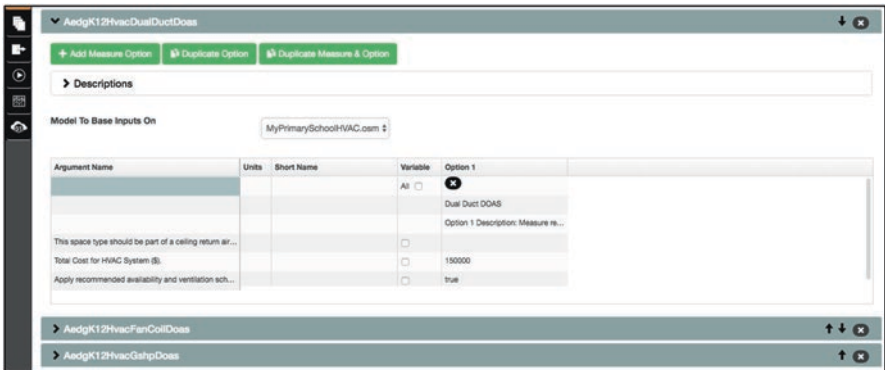 AedgK12HvacDualDuctDoas
+ Add Measure Option Duplicate Option Duplicate Measure & Option
Descriptions
Model To Base Inputs On
MyPrimarySchoolHVAC.osm
Argument Name Units Short Name Variable Option 1
All
Dual Duct DOAS
Option 1 Description: Measure re...
This space type should be part of a ceiling return air...
Total Cost for HVAC System ($). 150000
Apply recommended availability and ventilation sch... true
AedgK12HvacFanCoilDoas
AedgK12HvacGshpDoas